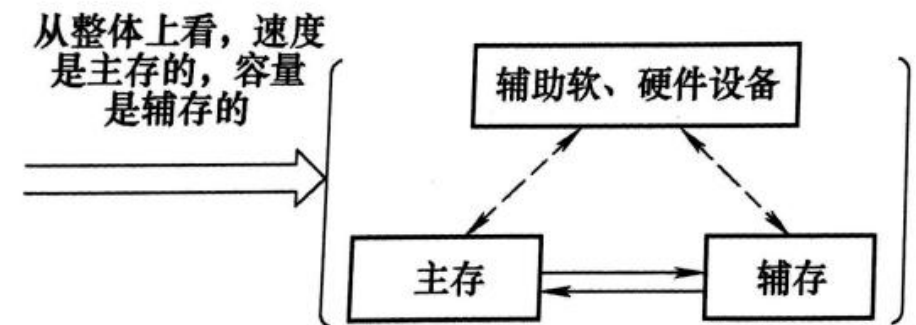 从整体上看，速度
是主存的，容量
是辅存的
辅助软、硬件设备
主存
辅存